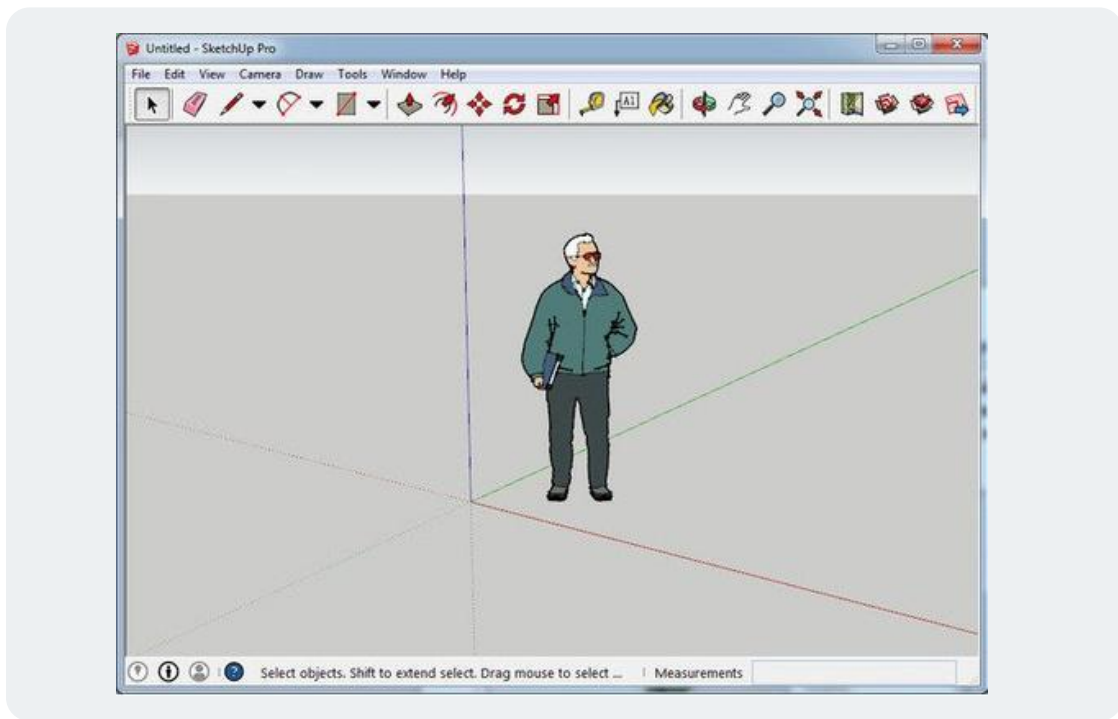 Untitled - SketchUp Pro
File Edit View Camera Draw Tools Window Help
A1
Select objects. Shift to extend select. Drag mouse to select ... Measurements